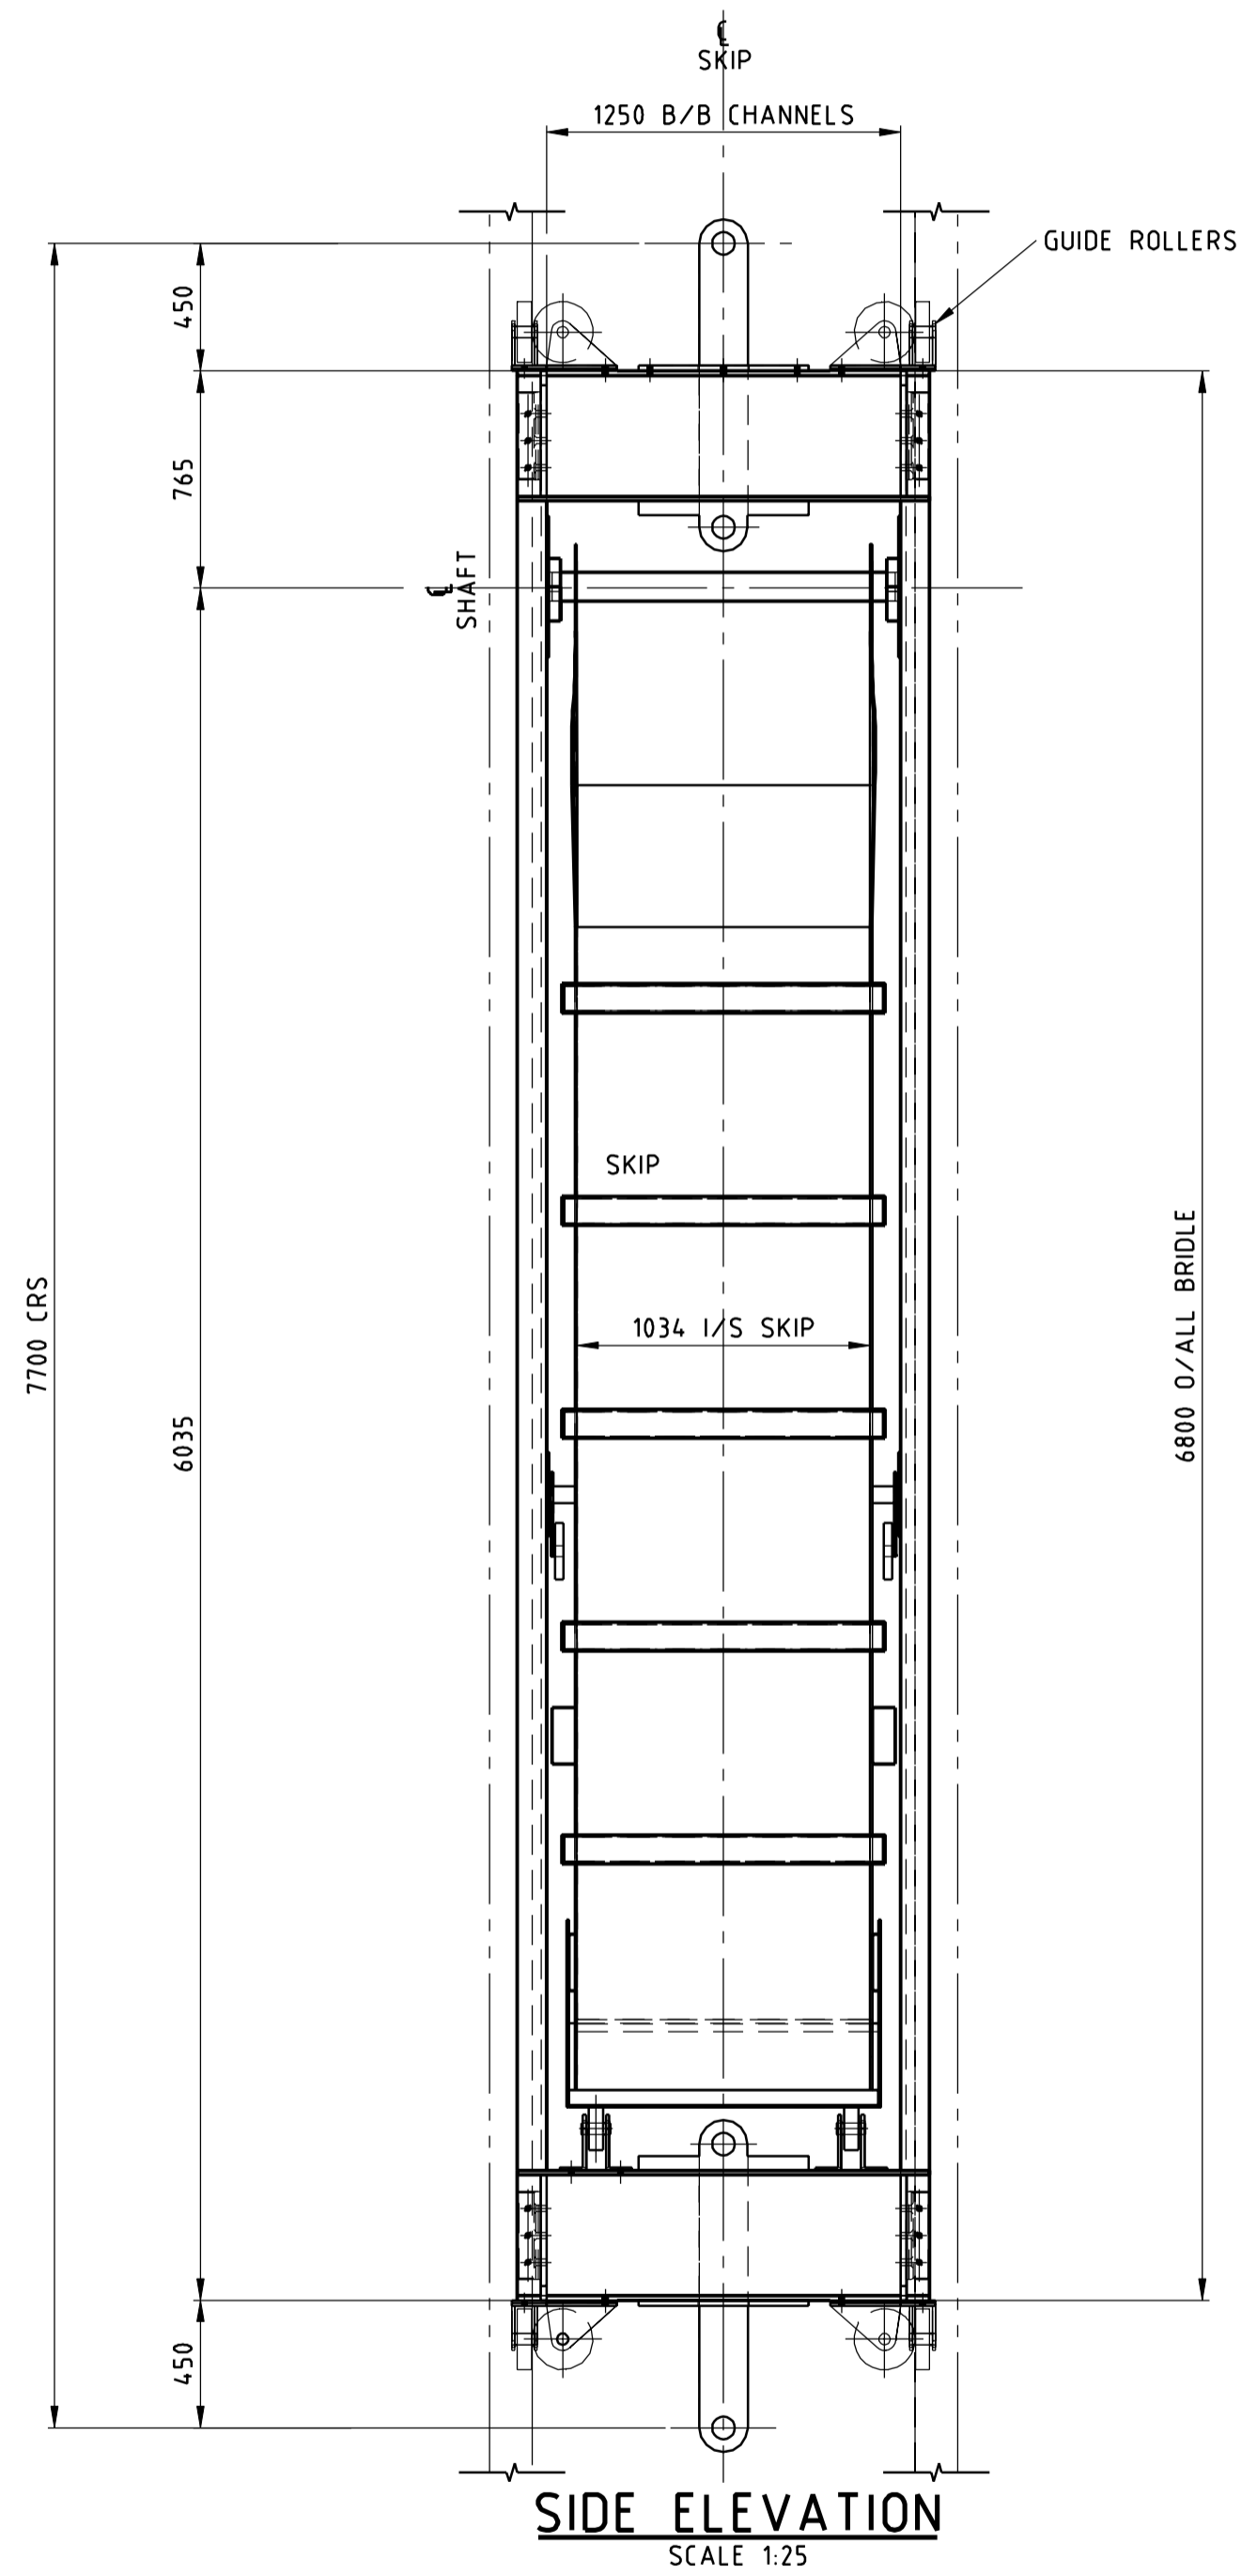 ℄
SKIP
1250 B/B CHANNELS
GUIDE ROLLERS
450
765
℄
SHAFT
SKIP
1034 I/S SKIP
7700 CRS
6035
6800 O/ALL BRIDLE
450
SIDE ELEVATION
SCALE 1:25